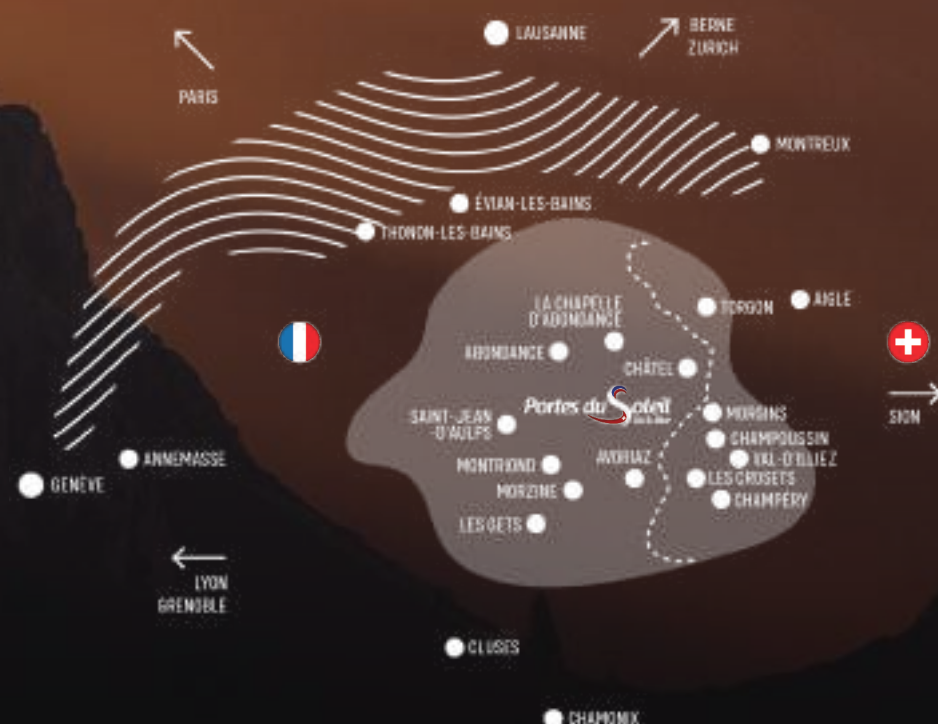 LAUSANNE
BERNE
ZURICH
PARIS
MONTREUX
ÉVIAN-LES-BAINS
THONON-LES-BAINS
LA CHAPELLE
D'ABONDANCE
TORGON
AIGLE
ABONDANCE
CHÂTEL
Portes du Soleil
SION
SAINT-JEAN
-D'AULPS
MORGINS
CHAMPOUSSIN
VAL-D'ILLIEZ
AVORIAZ
MONTRIOND
LES CROSETS
MORZINE
CHAMPÉRY
ANNEMASSE
GENÈVE
LES GETS
LYON
GRENOBLE
CLUSES
CHAMONIX